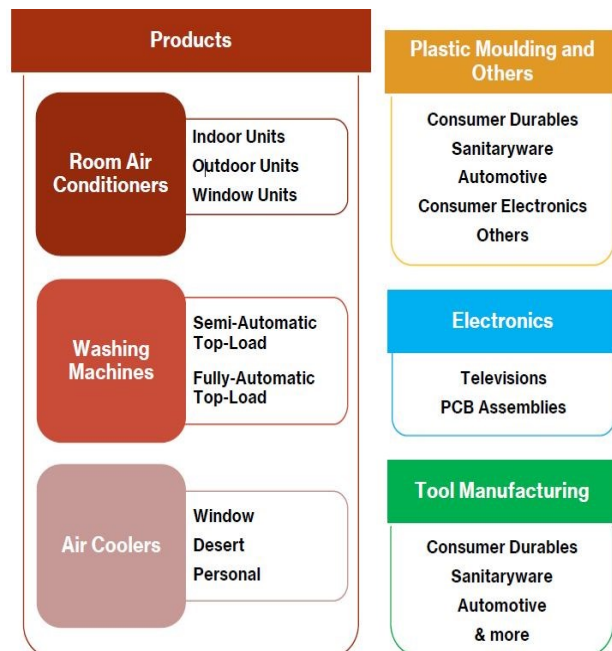 Products
Room Air
Conditioners
Indoor Units
Outdoor Units
Window Units
Washing
Machines
Semi-Automatic
Top-Load
Fully-Automatic
Top-Load
Air Coolers
Window
Desert
Personal
Plastic Moulding and
Others
Consumer Durables
Sanitaryware
Automotive
Consumer Electronics
Others
Electronics
Televisions
PCB Assemblies
Tool Manufacturing
Consumer Durables
Sanitaryware
Automotive
& more